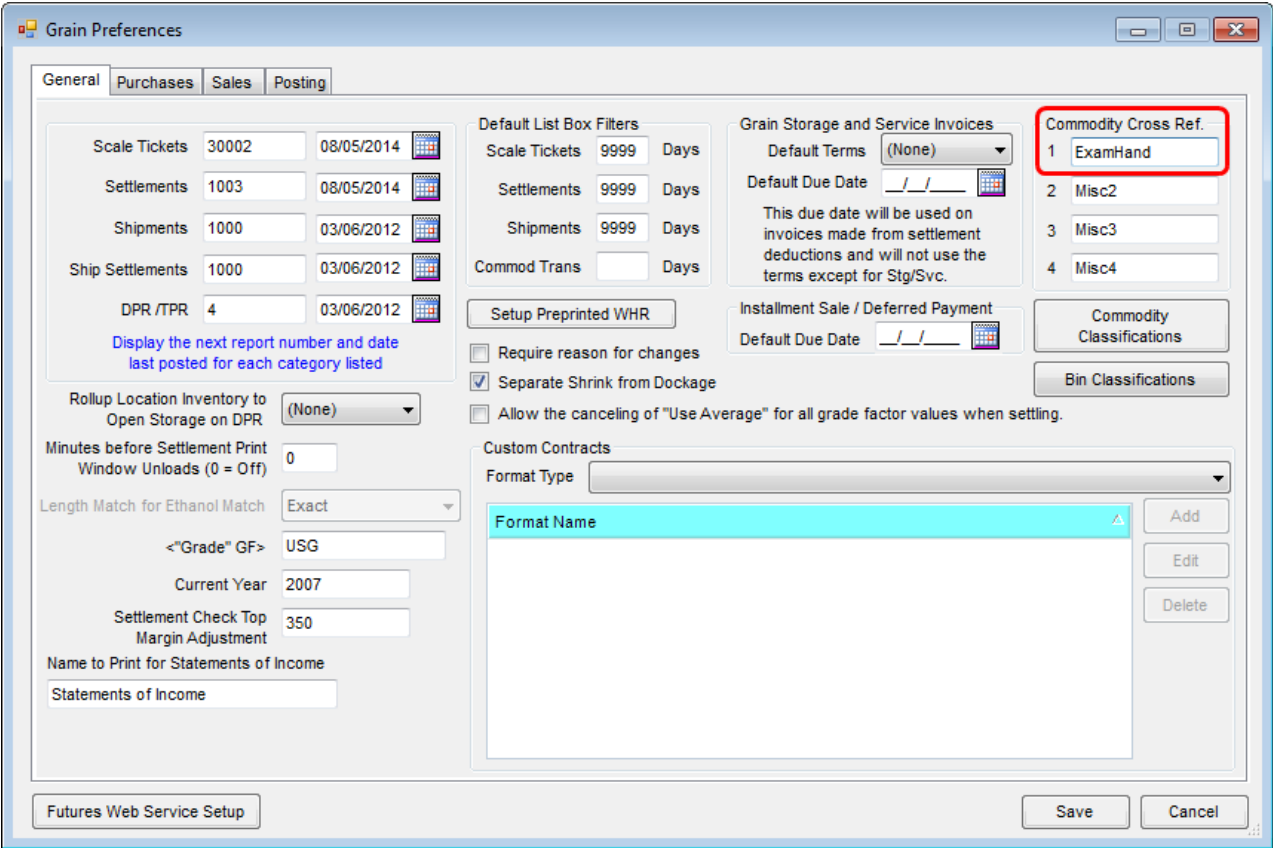 Grain Preferences
General Purchases Sales Posting
Scale Tickets 30002 08/05/2014
Settlements 1003 08/05/2014
Shipments 1000 03/06/2012
Ship Settlements 1000 03/06/2012
DPR /TPR 4 03/06/2012
Display the next report number and date
last posted for each category listed
Rollup Location Inventory to
Open Storage on DPR (None)
Minutes before Settlement Print
Window Unloads (0 = Off) 0
Length Match for Ethanol Match Exact
<"Grade" GF> USG
Current Year 2007
Settlement Check Top
Margin Adjustment 350
Name to Print for Statements of Income
Statements of Income
Default List Box Filters
Scale Tickets 9999 Days
Settlements 9999 Days
Shipments 9999 Days
Commod Trans Days
Setup Preprinted WHR
Require reason for changes
Separate Shrink from Dockage
Allow the canceling of "Use Average" for all grade factor values when settling.
Grain Storage and Service Invoices
Default Terms (None)
Default Due Date __/__/____
This due date will be used on
invoices made from settlement
deductions and will not use the
terms except for Stg/Svc.
Installment Sale / Deferred Payment
Default Due Date __/__/____
Commodity Cross Ref.
1 ExamHand
2 Misc2
3 Misc3
4 Misc4
Commodity
Classifications
Bin Classifications
Custom Contracts
Format Type
Format Name
Add
Edit
Delete
Futures Web Service Setup
Save Cancel